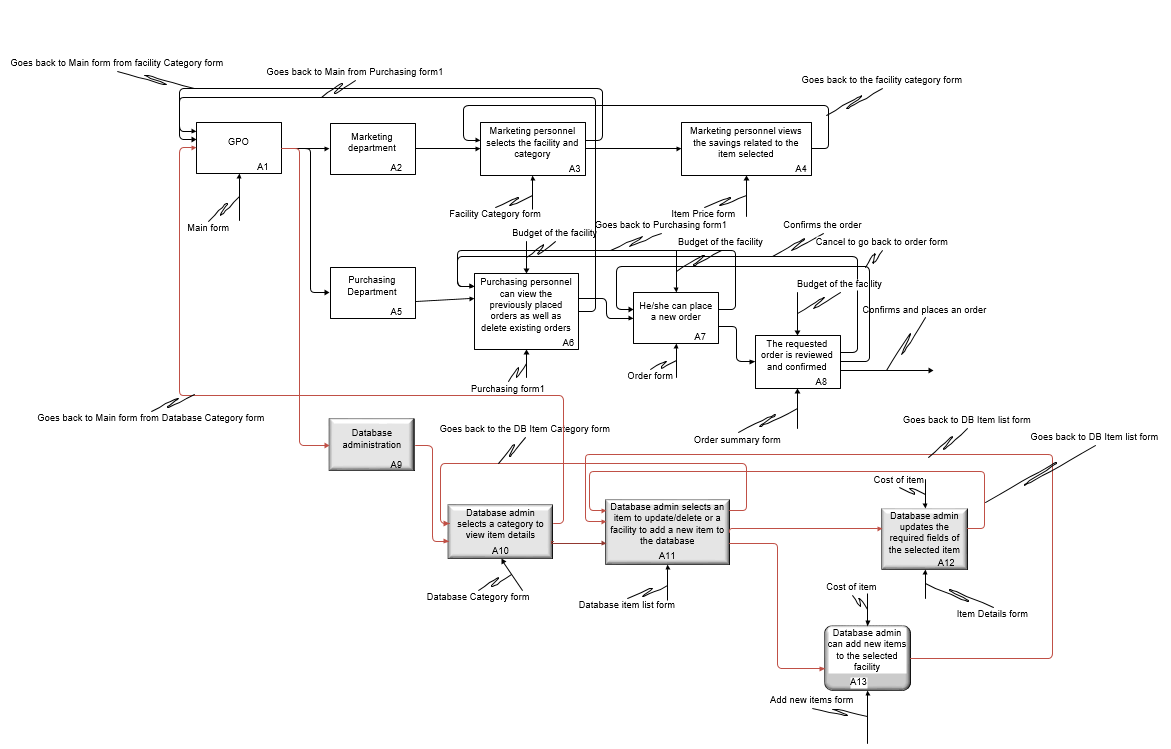 Goes back to Main form from facility Category form
Goes back to Main from Purchasing form1
Goes back to the facility category form
GPO
A1
Marketing
department
A2
Marketing personnel
selects the facility and
category
A3
Marketing personnel views
the savings related to the
item selected
A4
Main form
Facility Category form
Item Price form
Goes back to Purchasing form1
Confirms the order
Budget of the facility
Budget of the facility
Cancel to go back to order form
Purchasing
Department
A5
Purchasing personnel
can view the
previously placed
orders as well as
delete existing orders
A6
He/she can place
a new order
A7
Budget of the facility
Confirms and places an order
The requested
order is reviewed
and confirmed
A8
Order form
Purchasing form1
Order summary form
Goes back to Main form from Database Category form
Database
administration
A9
Goes back to the DB Item Category form
Goes back to DB Item list form
Goes back to DB Item list form
Cost of item
Database admin
selects a category to
view item details
A10
Database admin selects an
item to update/delete or a
facility to add a new item to
the database
A11
Database admin
updates the
required fields of
the selected item
A12
Database Category form
Database item list form
Cost of item
Item Details form
Database admin
can add new items
to the selected
facility
A13
Add new items form